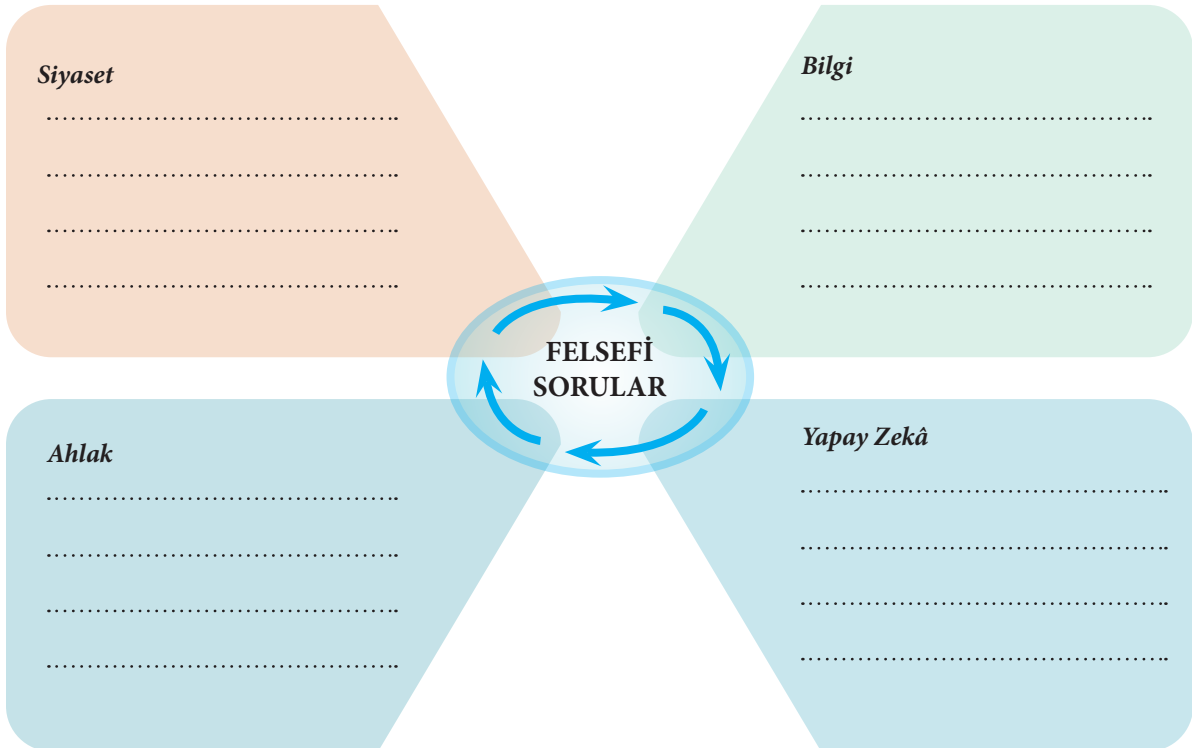 Siyaset
Bilgi
FELSEFİ
SORULAR
Ahlak
Yapay Zekâ